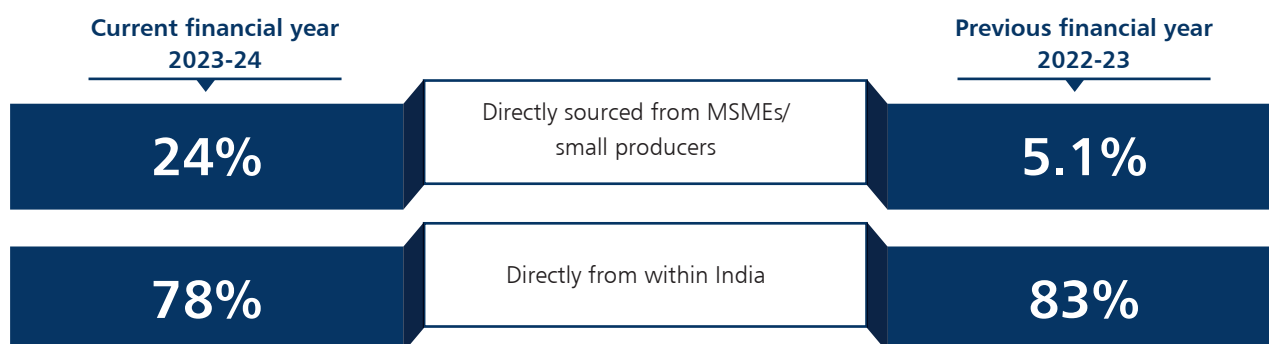 Current financial year
2023-24
Previous financial year
2022-23
24%
Directly sourced from MSMEs/
small producers
5.1%
78%
Directly from within India
83%